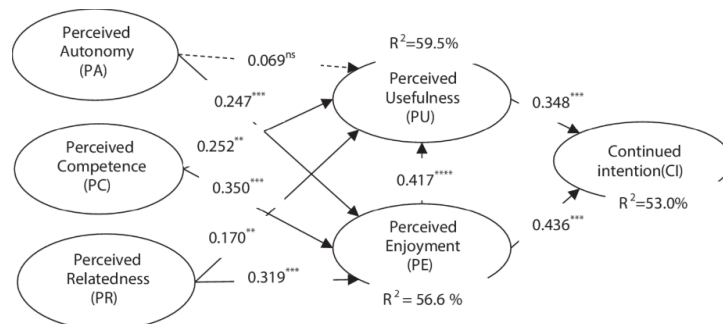 Perceived
Autonomy
(PA)
0.069ns
R²=59.5%
Perceived
Usefulness
(PU)
0.247***
0.348***
0.252**
Perceived
Competence
(PC)
0.350***
0.417****
Continued
intention(CI)
R²=53.0%
0.170**
Perceived
Relatedness
(PR)
0.319***
Perceived
Enjoyment
(PE)
0.436***
R² = 56.6 %